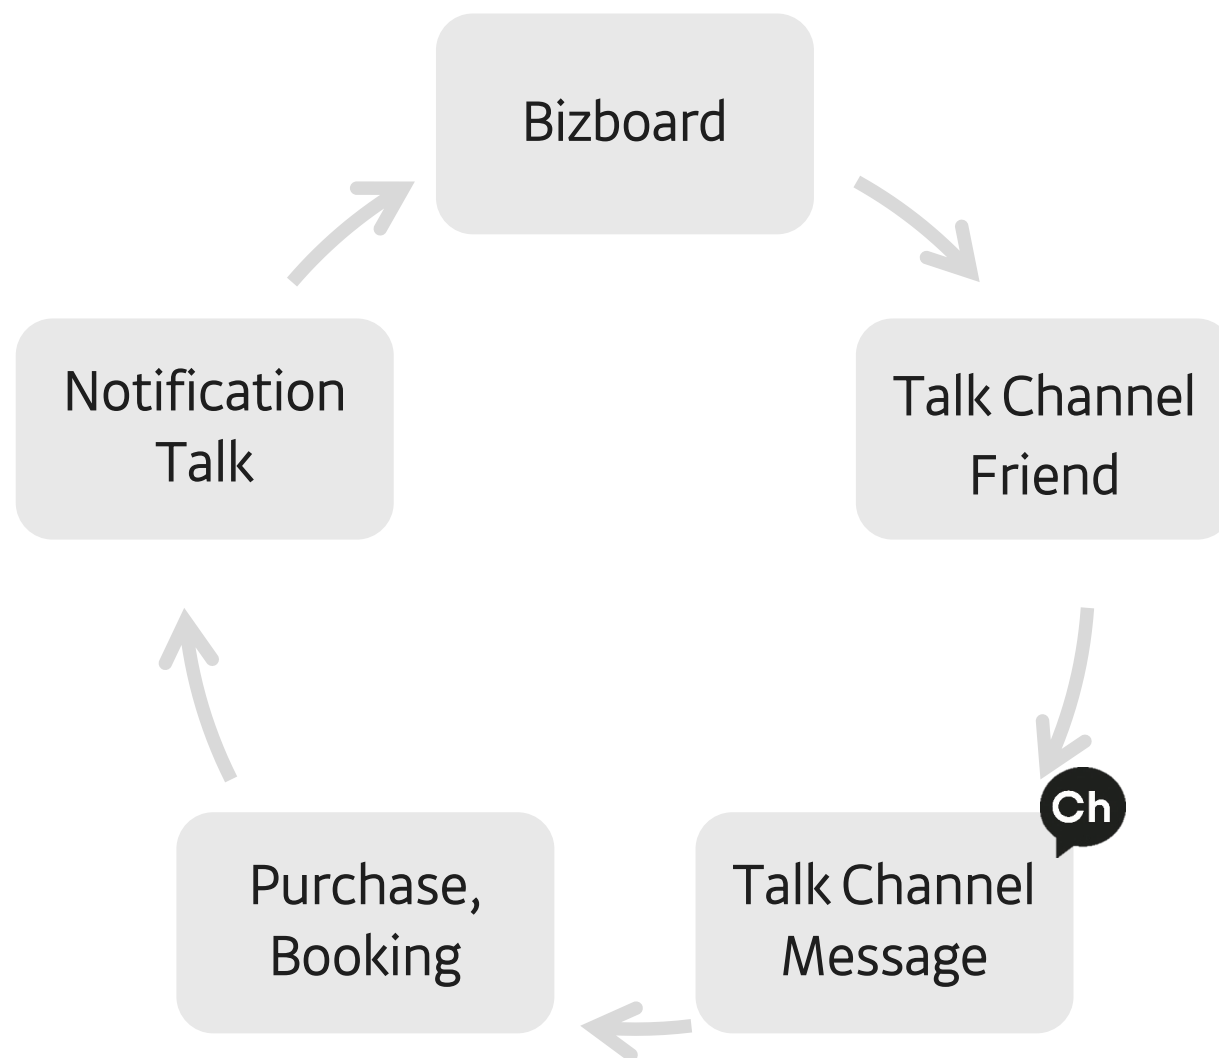 Bizboard
Notification
Talk
Talk Channel
Friend
Ch
Purchase,
Booking
Talk Channel
Message